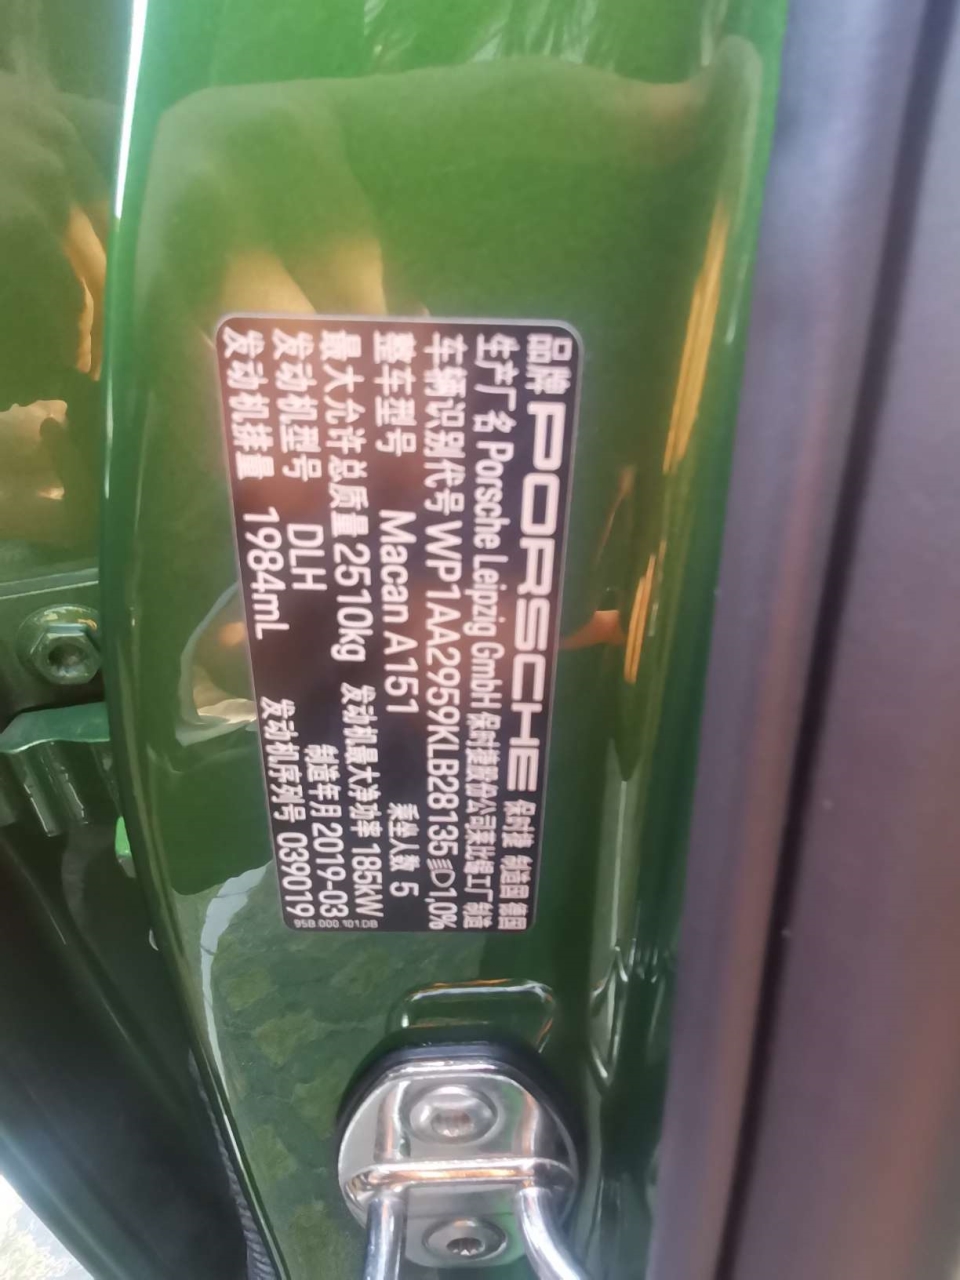 品牌 PORSCHE 保时捷 制造国 德国
生产厂名 Porsche Leipzig GmbH 保时捷股份公司莱比锡工厂制造
车辆识别代号 WP1AA2959KLB28135 1,0%
整车型号 Macan A151 乘坐人数 5
最大允许总质量 2510kg 发动机最大净功率 185kW
发动机型号 DLH 制造年月 2019-03
发动机排量 1984mL 发动机序列号 039019
95B.000.101.DB